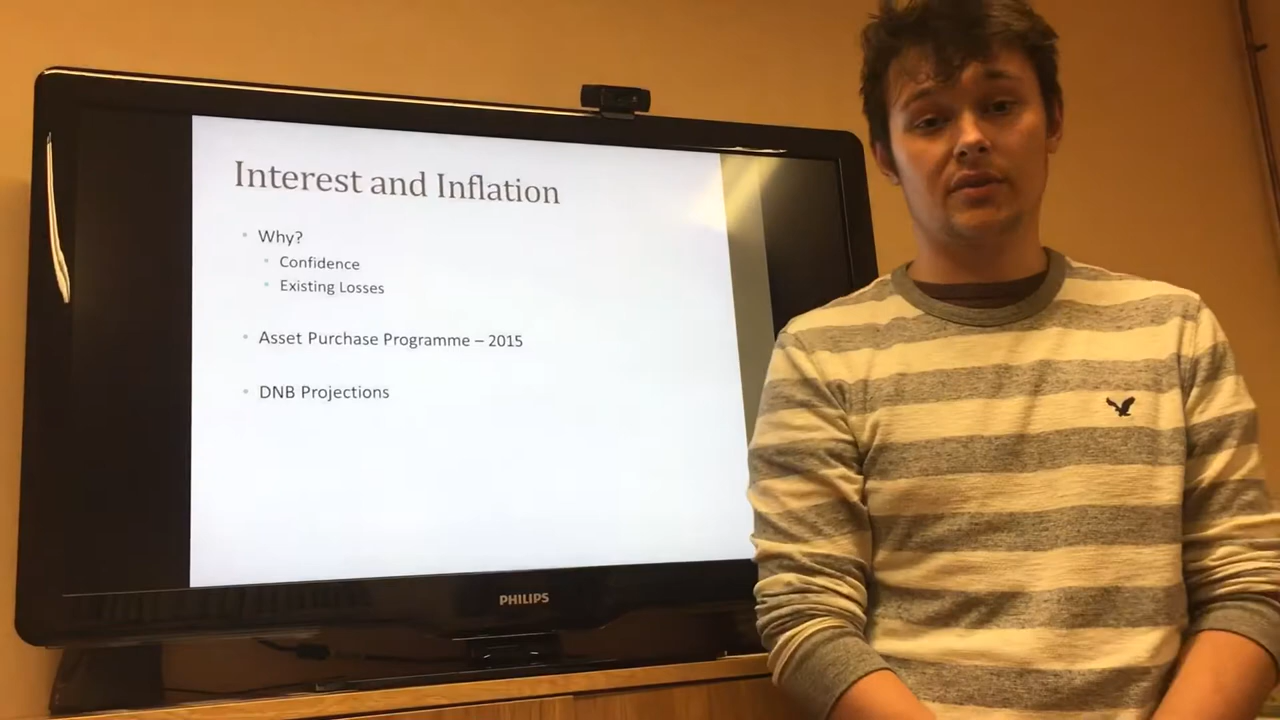 Interest and Inflation
Why?
Confidence
Existing Losses
Asset Purchase Programme – 2015
DNB Projections
PHILIPS